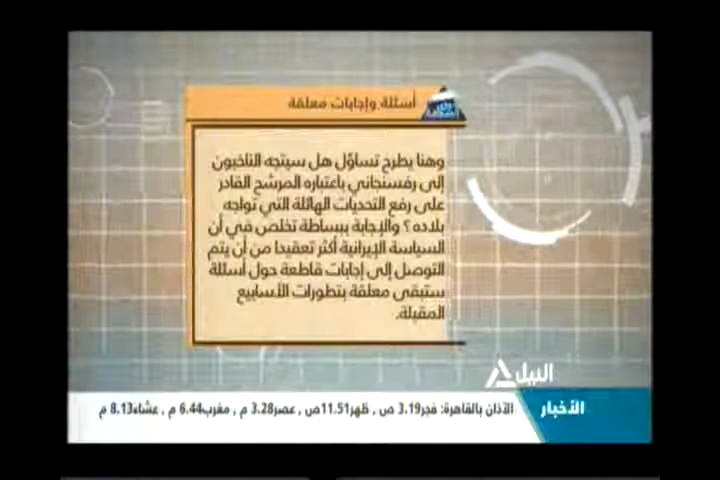 أسئلة وإجابات معلقة
وهنا يطرح تساؤل هل سيتجه الناخبون
إلى رفسنجاني باعتباره المرشح القادر
على رفع التحديات الهائلة التي تواجه
بلاده ؟ والإجابة ببساطة تخلص في أن
السياسة الإيرانية أكثر تعقيدا من أن يتم
التوصل إلى إجابات قاطعة حول أسئلة
ستبقى معلقة بتطورات الأسابيع
المقبلة.
النيل
الأخبار
الآذان بالقاهرة: فجر3.19 ص , ظهر11.51ص , عصر3.28 م , مغرب6.44 م , عشاء8.13 م